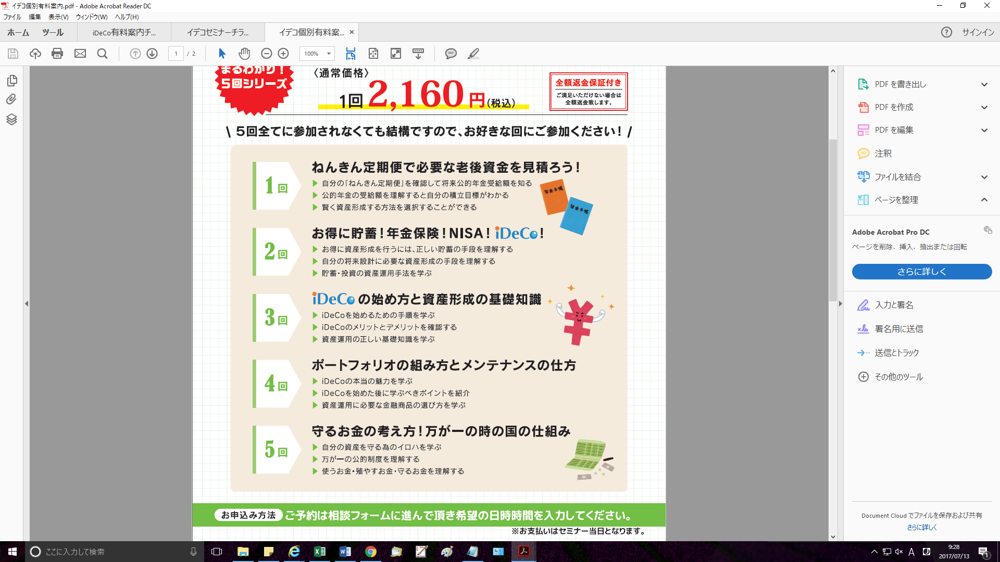 イデコ個別有料案内.pdf - Adobe Acrobat Reader DC
ファイル 編集 表示(V) ウィンドウ(W) ヘルプ(H)
ホーム ツール iDeCo有料案内チ... イデコセミナーチラ... イデコ個別有料案... × サインイン
1 / 2 100%
まるわかり！
5回シリーズ
〈通常価格〉
1回 2,160円(税込)
全額返金保証付き
ご満足いただけない場合は
全額返金致します。
\ 5回全てに参加されなくても結構ですので、お好きな回にご参加ください！ /
1回
ねんきん定期便で必要な老後資金を見積ろう！
▶ 自分の「ねんきん定期便」を確認して将来公的年金受給額を知る
▶ 公的年金の受給額を理解すると自分の積立目標がわかる
▶ 賢く資産形成する方法を選択することができる
年金手帳
年金手帳
2回
お得に貯蓄！年金保険！NISA！iDeCo！
▶ お得に資産形成を行うには、正しい貯蓄の手段を理解する
▶ 自分の将来設計に必要な資産形成の手段を理解する
▶ 貯蓄・投資の資産運用手法を学ぶ
3回
iDeCoの始め方と資産形成の基礎知識
▶ iDeCoを始めるための手順を学ぶ
▶ iDeCoのメリットとデメリットを確認する
▶ 資産運用の正しい基礎知識を学ぶ
4回
ポートフォリオの組み方とメンテナンスの仕方
▶ iDeCoの本当の魅力を学ぶ
▶ iDeCoを始めた後に学ぶべきポイントを紹介
▶ 資産運用に必要な金融商品の選び方を学ぶ
5回
守るお金の考え方！万が一の時の国の仕組み
▶ 自分の資産を守る為のイロハを学ぶ
▶ 万が一の公的制度を理解する
▶ 使うお金・殖やすお金・守るお金を理解する
お申込み方法 ご予約は相談フォームに進んで頂き希望の日時時間を入力してください。
※お支払いはセミナー当日となります。
PDF を書き出し
PDF を作成
PDF を編集
注釈
ファイルを結合
ページを整理
Adobe Acrobat Pro DC
ページを削除、挿入、抽出または回転
さらに詳しく
入力と署名
署名用に送信
送信とトラック
その他のツール
Document Cloud でファイルを保存および共有
さらに詳しく
ここに入力して検索
A
9:28
2017/07/13
1